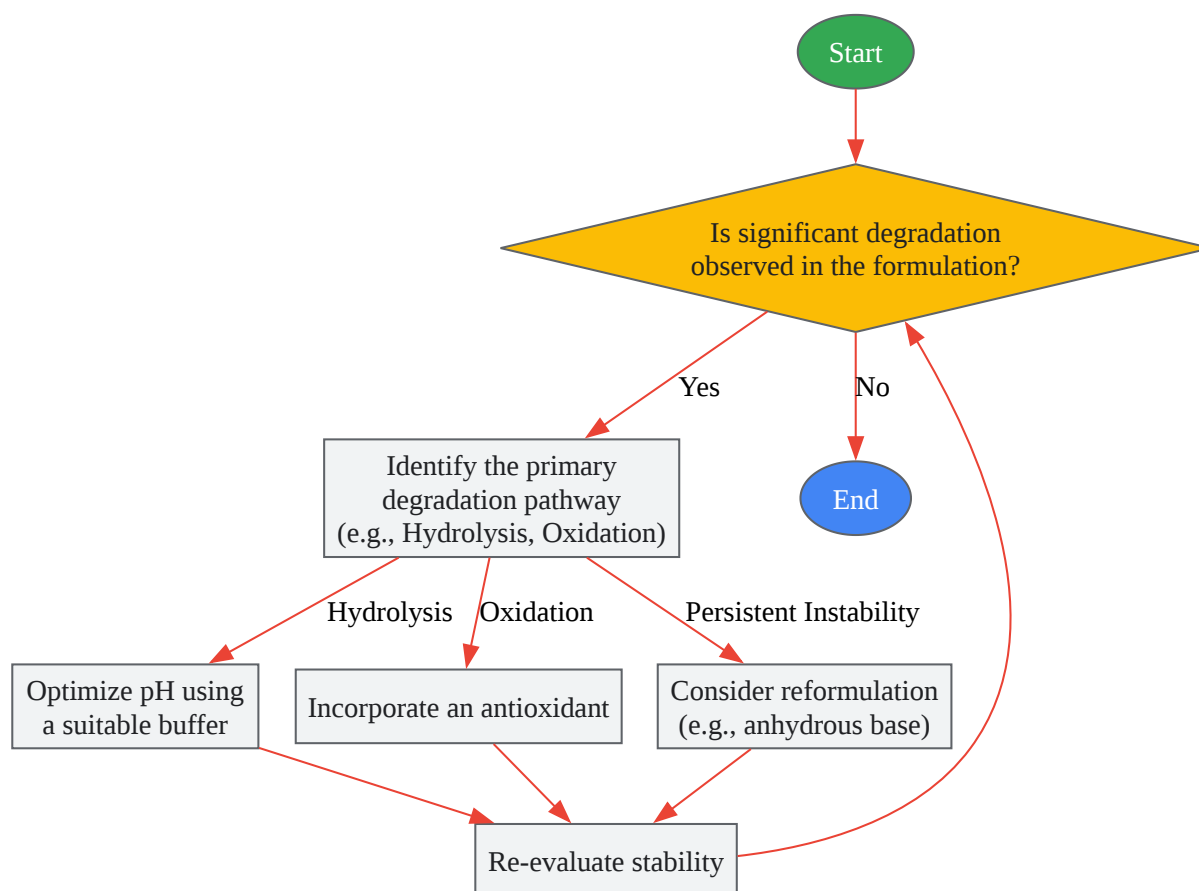 Start
Is significant degradation
observed in the formulation?
Yes
No
Identify the primary
degradation pathway
(e.g., Hydrolysis, Oxidation)
End
Hydrolysis
Oxidation
Persistent Instability
Optimize pH using
a suitable buffer
Incorporate an antioxidant
Consider reformulation
(e.g., anhydrous base)
Re-evaluate stability